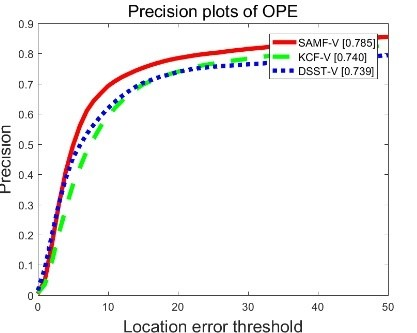 Precision plots of OPE
0.9
0.8
0.7
0.6
0.5
0.4
0.3
0.2
0.1
0
Precision
SAMF-V [0.785]
KCF-V [0.740]
DSST-V [0.739]
0 10 20 30 40 50
Location error threshold